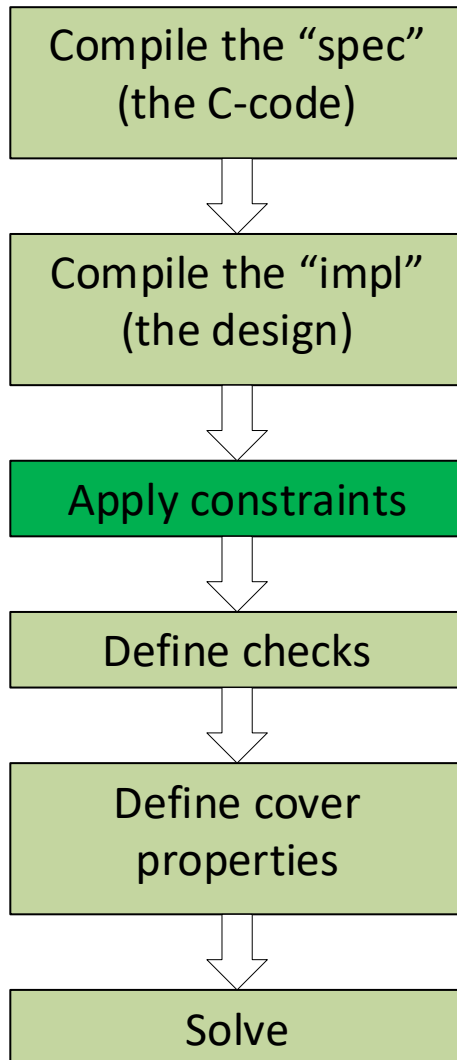 Compile the “spec”
(the C-code)
Compile the “impl”
(the design)
Apply constraints
Define checks
Define cover
properties
Solve